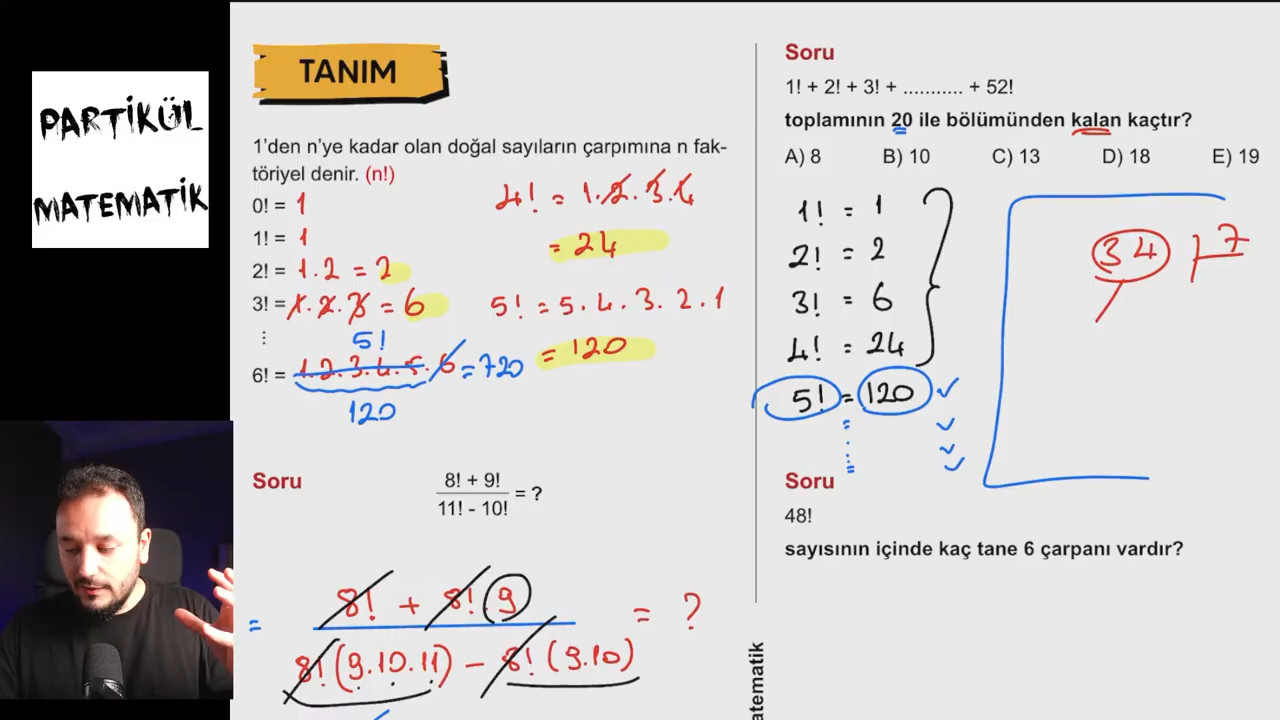 PARTİKÜL
MATEMATİK
TANIM
1'den n'ye kadar olan doğal sayıların çarpımına n fak-
töriyel denir. (n!)
0! = 1
1! = 1
2! = 1.2 = 2
3! = 1.2.3 = 6
⋮ 5!
6! = 1.2.3.4.5.6 = 720
120
4! = 1.2.3.4
= 24
5! = 5.4.3.2.1
= 120
Soru
8! + 9!
11! - 10!
= ?
= 8! + 8! 9
8! (9.10.11) - 8! (9.10)
= ?
Soru
1! + 2! + 3! + ........... + 52!
toplamının 20 ile bölümünden kalan kaçtır?
A) 8 B) 10 C) 13 D) 18 E) 19
1! = 1
2! = 2
3! = 6
4! = 24
5! = 120
34 7
Soru
48!
sayısının içinde kaç tane 6 çarpanı vardır?
atematik